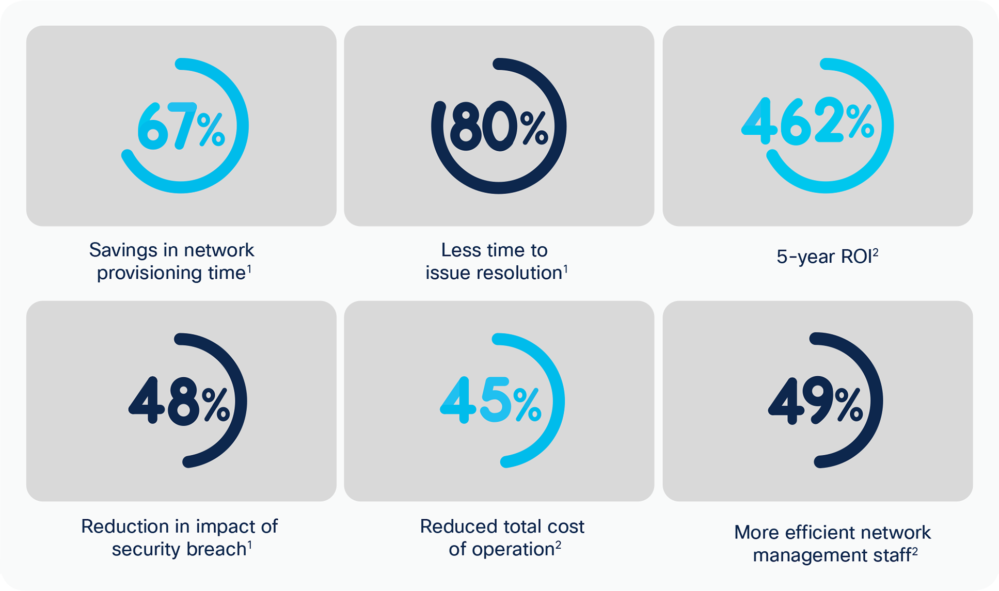 67%
80%
462%
Savings in network
provisioning time¹
Less time to
issue resolution¹
5-year ROI²
48%
45%
49%
Reduction in impact of
security breach¹
Reduced total cost
of operation²
More efficient network
management staff²